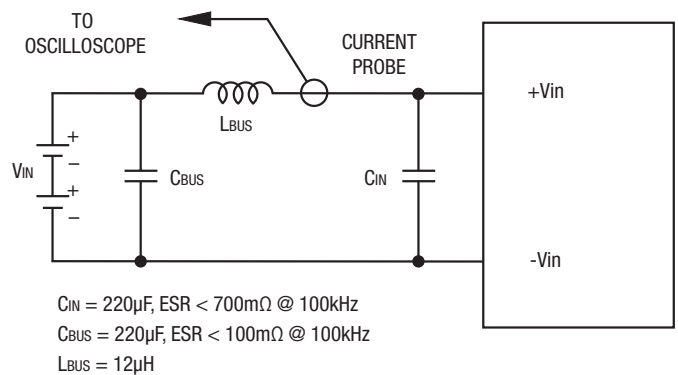 TO
OSCILLOSCOPE
CURRENT
PROBE
+Vin
LBUS
VIN
+
−
+
−
CBUS
CIN
-Vin
CIN = 220µF, ESR < 700mΩ @ 100kHz
CBUS = 220µF, ESR < 100mΩ @ 100kHz
LBUS = 12µH